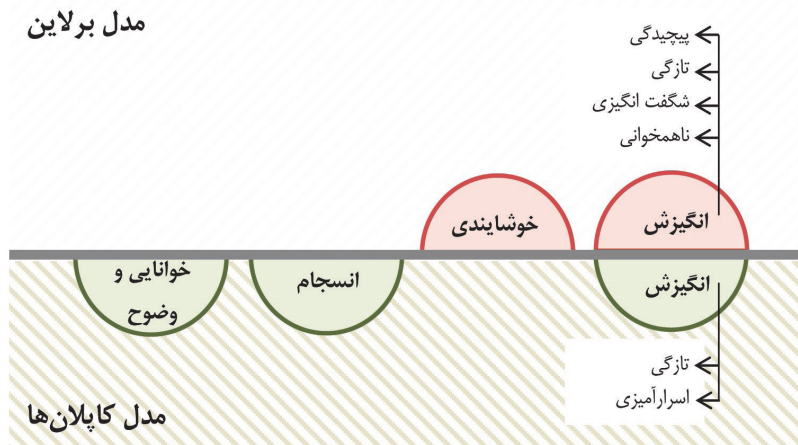 مدل برلاین
پیچیدگی
تازگی
شگفت انگیزی
ناهمخوانی
انگیزش
خوشایندی
انگیزش
انسجام
خوانایی و
وضوح
تازگی
اسرارآمیزی
مدل کاپلان‌ها